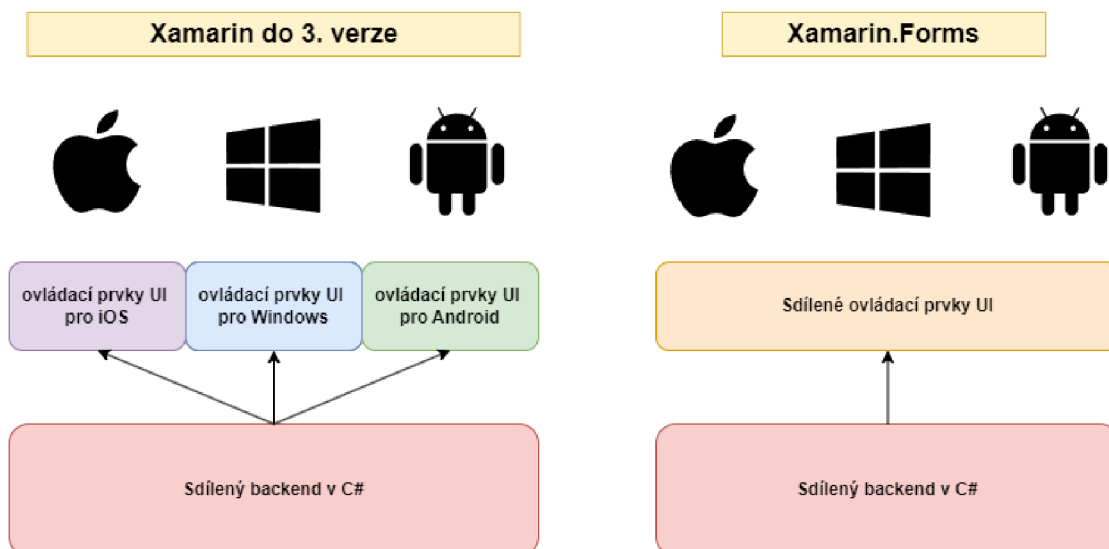 Xamarin do 3. verze
Xamarin.Forms
ovládací prvky UI
pro iOS
ovládací prvky UI
pro Windows
ovládací prvky UI
pro Android
Sdílené ovládací prvky UI
Sdílený backend v C#
Sdílený backend v C#